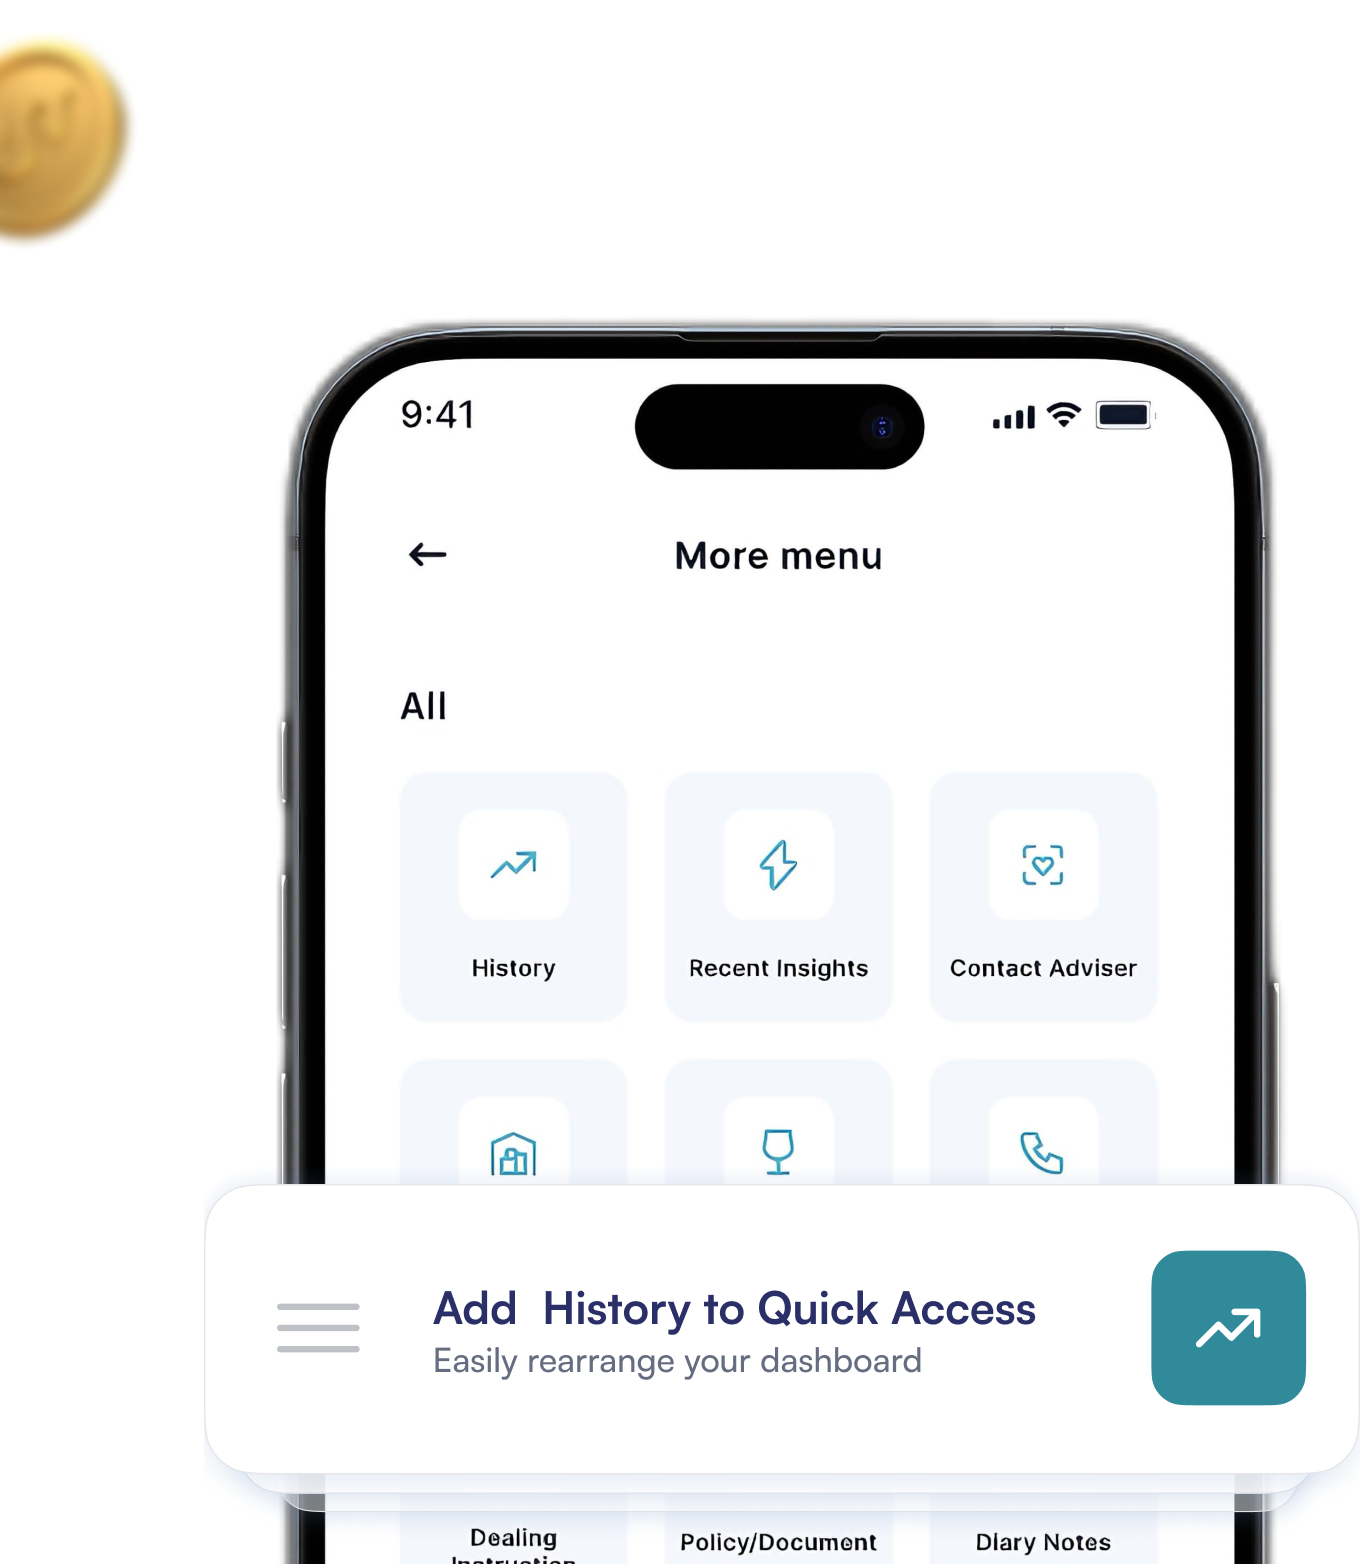 9:41
More menu
All
History
Recent Insights
Contact Adviser
Add  History to Quick Access
Easily rearrange your dashboard
Dealing
Policy/Document
Diary Notes
Instruction